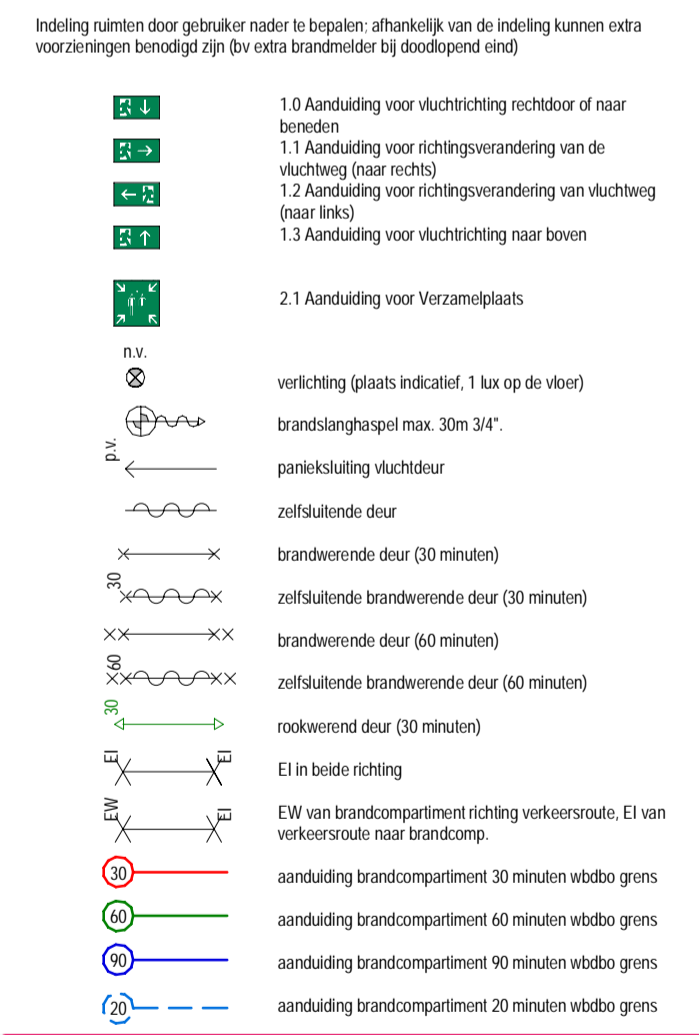 Indeling ruimten door gebruiker nader te bepalen; afhankelijk van de indeling kunnen extra
voorzieningen benodigd zijn (bv extra brandmelder bij doodlopend eind)
1.0 Aanduiding voor vluchtrichting rechtdoor of naar
beneden
1.1 Aanduiding voor richtingsverandering van de
vluchtweg (naar rechts)
1.2 Aanduiding voor richtingsverandering van vluchtweg
(naar links)
1.3 Aanduiding voor vluchtrichting naar boven
2.1 Aanduiding voor Verzamelplaats
n.v.
verlichting (plaats indicatief, 1 lux op de vloer)
brandslanghaspel max. 30m 3/4".
p.v.
panieksluiting vluchtdeur
zelfsluitende deur
brandwerende deur (30 minuten)
30
zelfsluitende brandwerende deur (30 minuten)
brandwerende deur (60 minuten)
60
zelfsluitende brandwerende deur (60 minuten)
30
rookwerend deur (30 minuten)
EI EI
EI in beide richting
EW EI
EW van brandcompartiment richting verkeersroute, EI van
verkeersroute naar brandcomp.
30 aanduiding brandcompartiment 30 minuten wbdbo grens
60 aanduiding brandcompartiment 60 minuten wbdbo grens
90 aanduiding brandcompartiment 90 minuten wbdbo grens
20 aanduiding brandcompartiment 20 minuten wbdbo grens